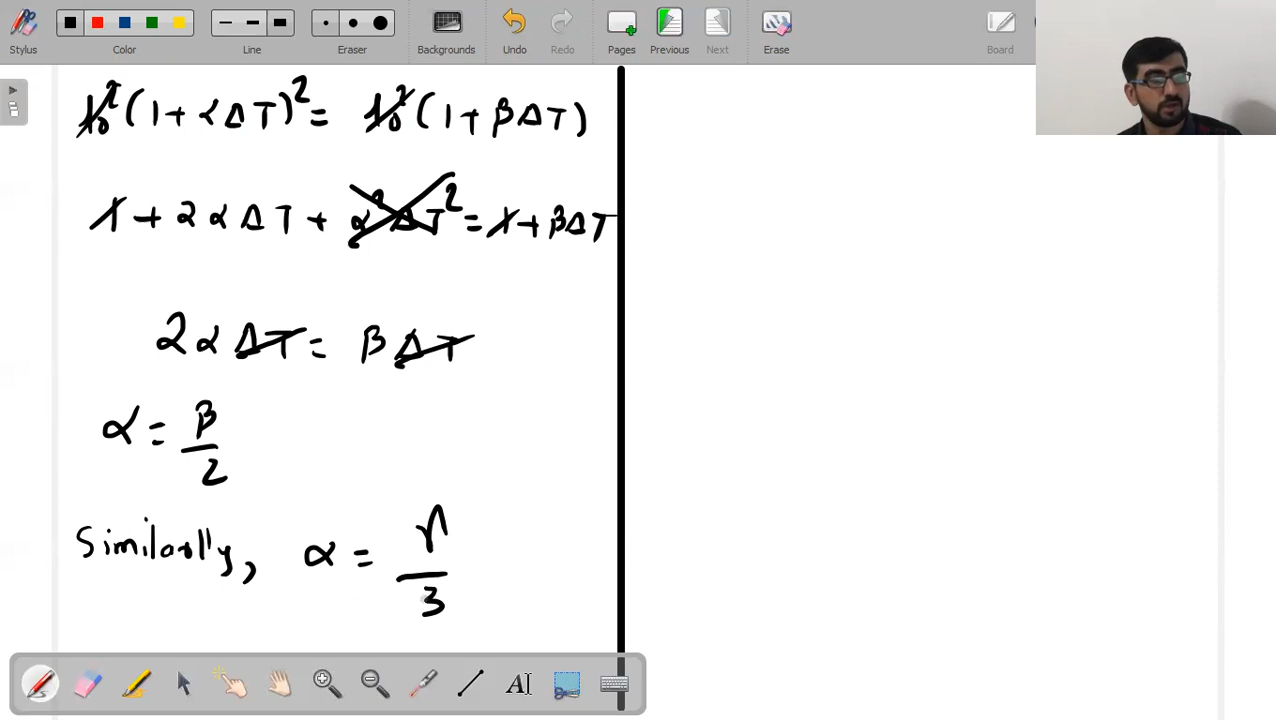 Stylus Color Line Eraser Backgrounds Undo Redo Pages Previous Next Erase Board
l₀²(1+αΔT)² = l₀²(1+βΔT)
1+2αΔT+α²ΔT² = 1+βΔT
2αΔT = βΔT
α = β/2
Similarly, α = γ/3